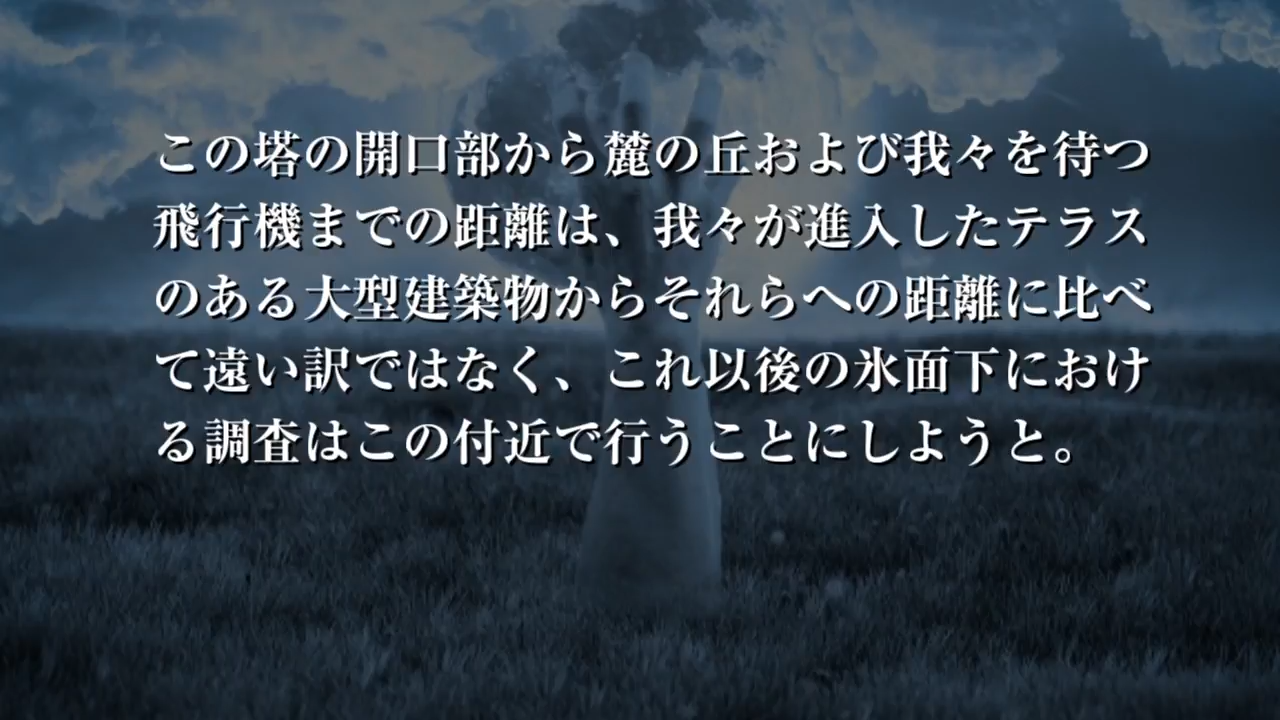 この塔の開口部から麓の丘および我々を待つ
飛行機までの距離は、我々が進入したテラス
のある大型建築物からそれらへの距離に比べ
て遠い訳ではなく、これ以後の氷面下におけ
る調査はこの付近で行うことにしようと。